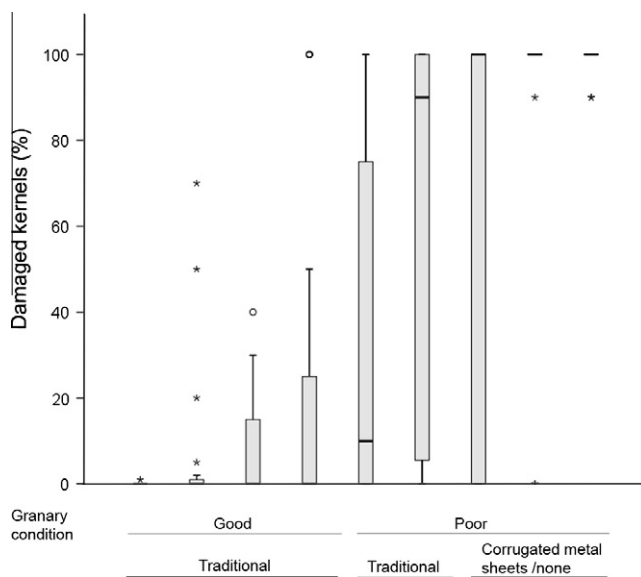 Damaged kernels (%)
100
80
60
40
20
0
Granary
condition
Good
Poor
Traditional
Traditional
Corrugated metal
sheets /none